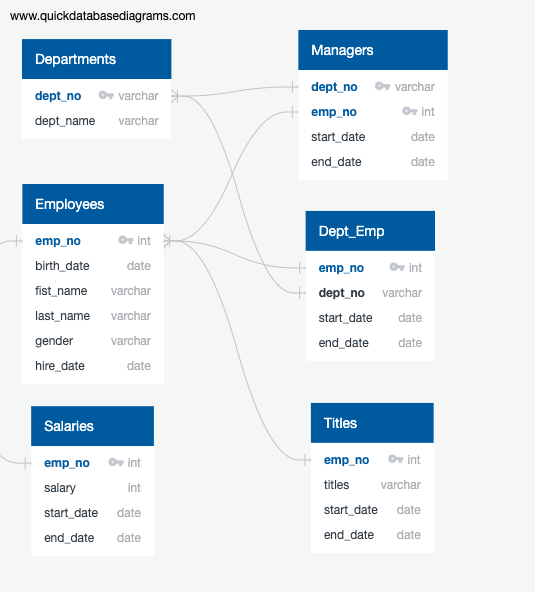 www.quickdatabasediagrams.com
Departments
dept_no varchar
dept_name varchar
Managers
dept_no varchar
emp_no int
start_date date
end_date date
Employees
emp_no int
birth_date date
fist_name varchar
last_name varchar
gender varchar
hire_date date
Dept_Emp
emp_no int
dept_no varchar
start_date date
end_date date
Salaries
emp_no int
salary int
start_date date
end_date date
Titles
emp_no int
titles varchar
start_date date
end_date date